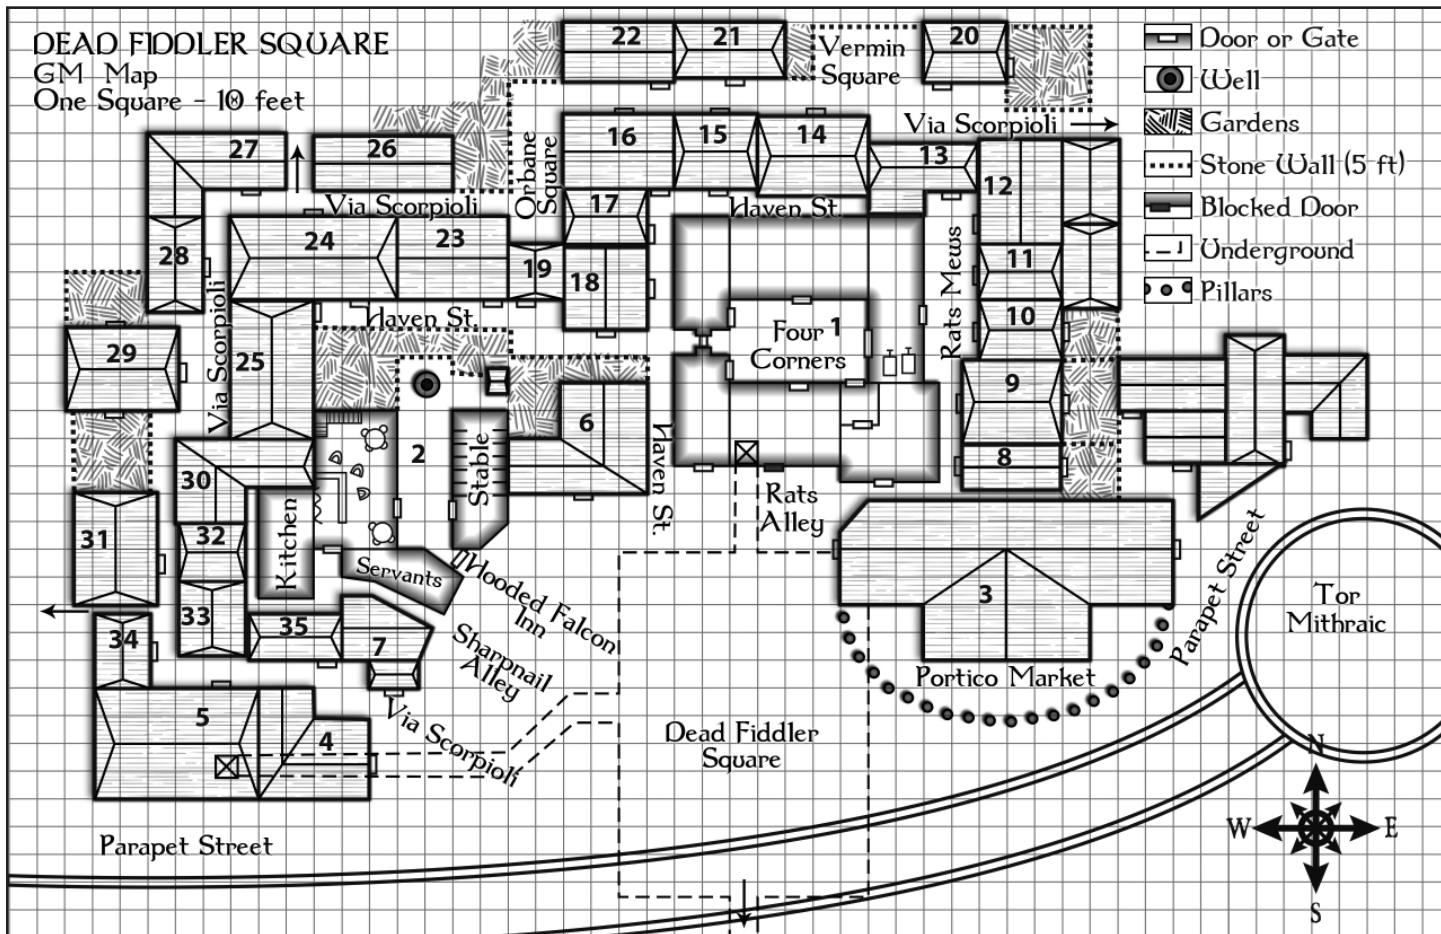 DEAD FIDDLER SQUARE
GM Map
One Square - 10 feet
22
21
Vermin
Square
20
Door or Gate
Well
Gardens
Stone Wall (5 ft)
Blocked Door
Underground
Pillars
27
26
Orbane
Square
16
15
14
Via Scorpioli
13
12
Via Scorpioli
17
Haven St.
28
24
23
19
18
11
Rats Mews
10
Via Scorpioli
Haven St.
Four
Corners
1
29
25
9
6
2
Stable
Haven St.
8
30
Rats
Alley
31
32
Kitchen
Servants
Hooded Falcon
Inn
3
Parapet Street
Tor
Mithraic
33
34
35
7
Sharpnail
Alley
Portico Market
5
4
Via Scorpioli
Dead Fiddler
Square
Parapet Street
N
W
E
S